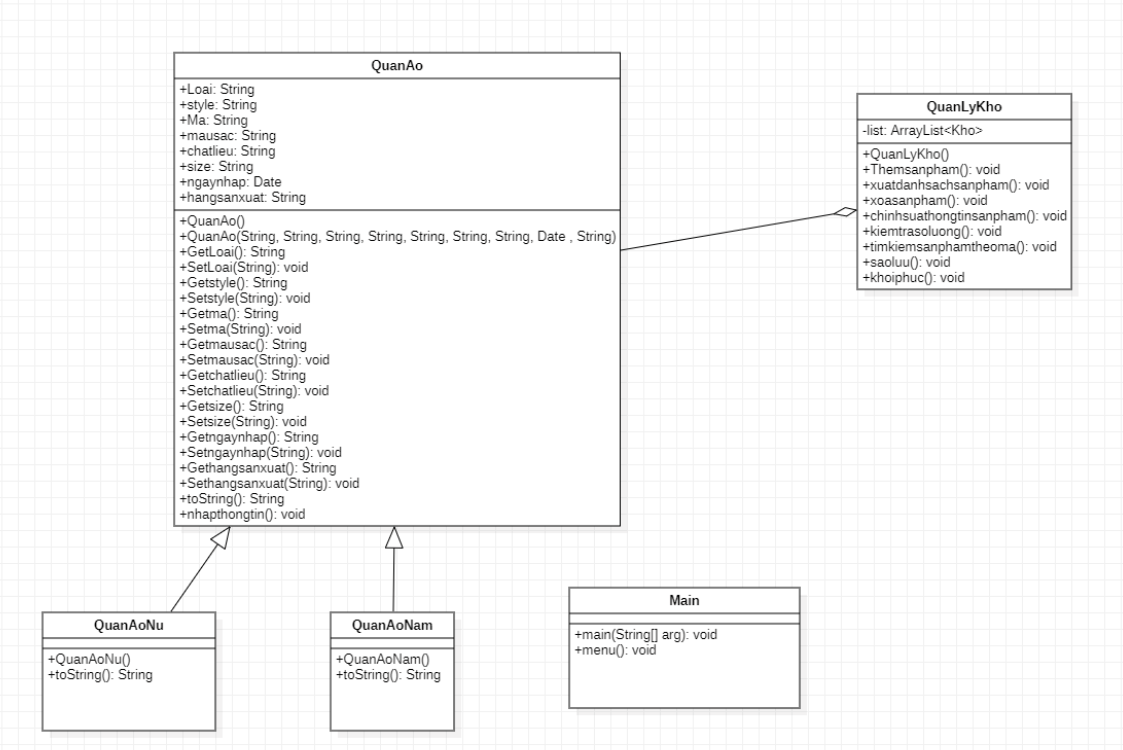 QuanAo
+Loai: String
+style: String
+Ma: String
+mausac: String
+chatlieu: String
+size: String
+ngaynhap: Date
+hangsanxuat: String
+QuanAo()
+QuanAo(String, String, String, String, String, String, String, Date , String)
+GetLoai(): String
+SetLoai(String): void
+Getstyle(): String
+Setstyle(String): void
+Getma(): String
+Setma(String): void
+Getmausac(): String
+Setmausac(String): void
+Getchatlieu(): String
+Setchatlieu(String): void
+Getsize(): String
+Setsize(String): void
+Getngaynhap(): String
+Setngaynhap(String): void
+Gethangsanxuat(): String
+Sethangsanxuat(String): void
+toString(): String
+nhapthongtin(): void
QuanLyKho
-list: ArrayList<Kho>
+QuanLyKho()
+Themsanpham(): void
+xuatdanhsachsanpham(): void
+xoasanpham(): void
+chinhsuathongtinsanpham(): void
+kiemtrasoluong(): void
+timkiemsanphamtheoma(): void
+saoluu(): void
+khoiphuc(): void
QuanAoNu
+QuanAoNu()
+toString(): String
QuanAoNam
+QuanAoNam()
+toString(): String
Main
+main(String[] arg): void
+menu(): void